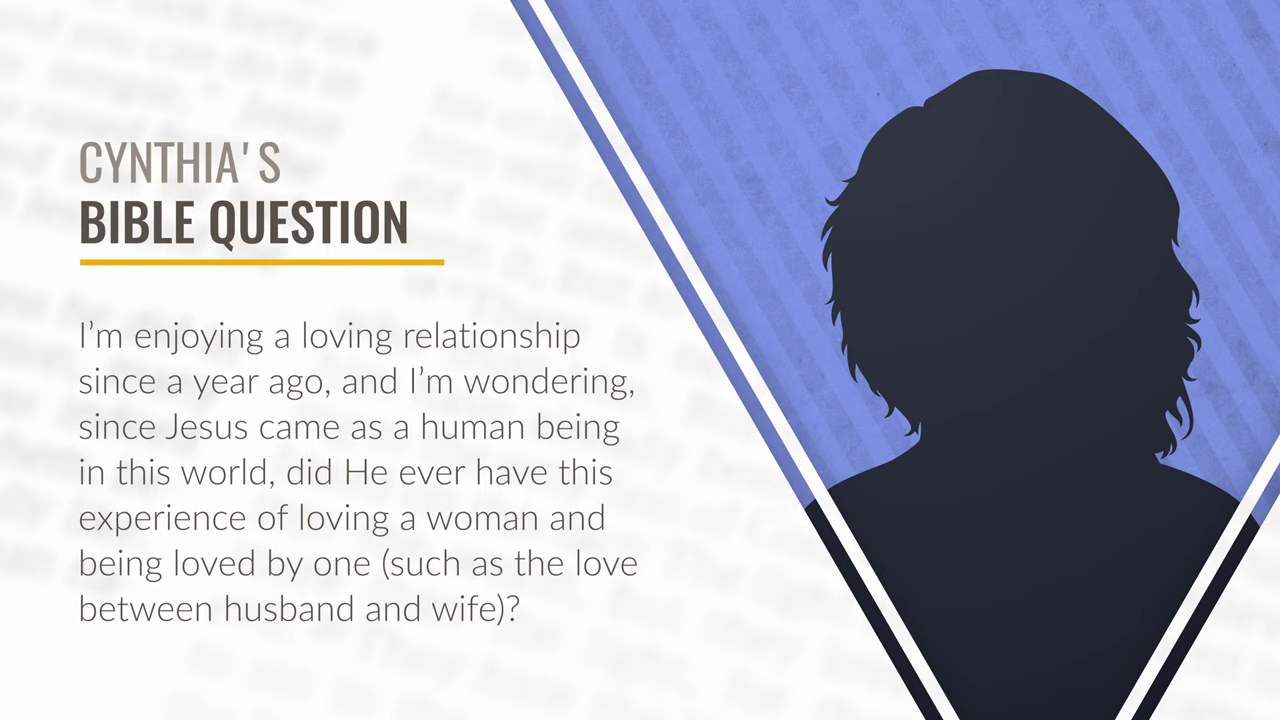 CYNTHIA'S
BIBLE QUESTION
I’m enjoying a loving relationship
since a year ago, and I’m wondering,
since Jesus came as a human being
in this world, did He ever have this
experience of loving a woman and
being loved by one (such as the love
between husband and wife)?